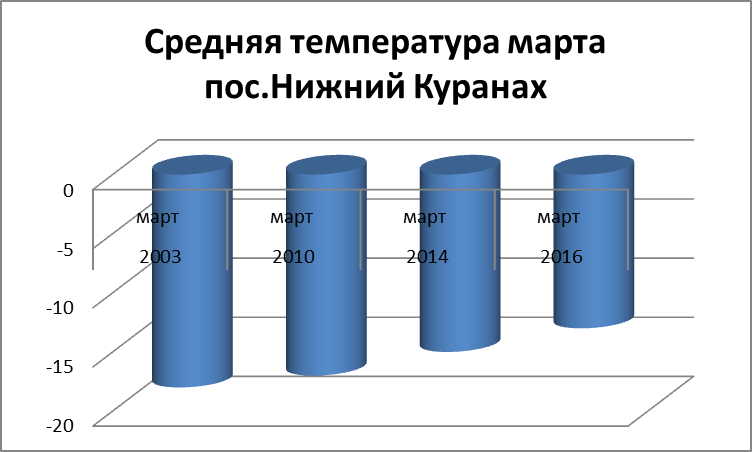 Средняя температура марта
пос.Нижний Куранах
0
март март март март
-5
2003 2010 2014 2016
-10
-15
-20